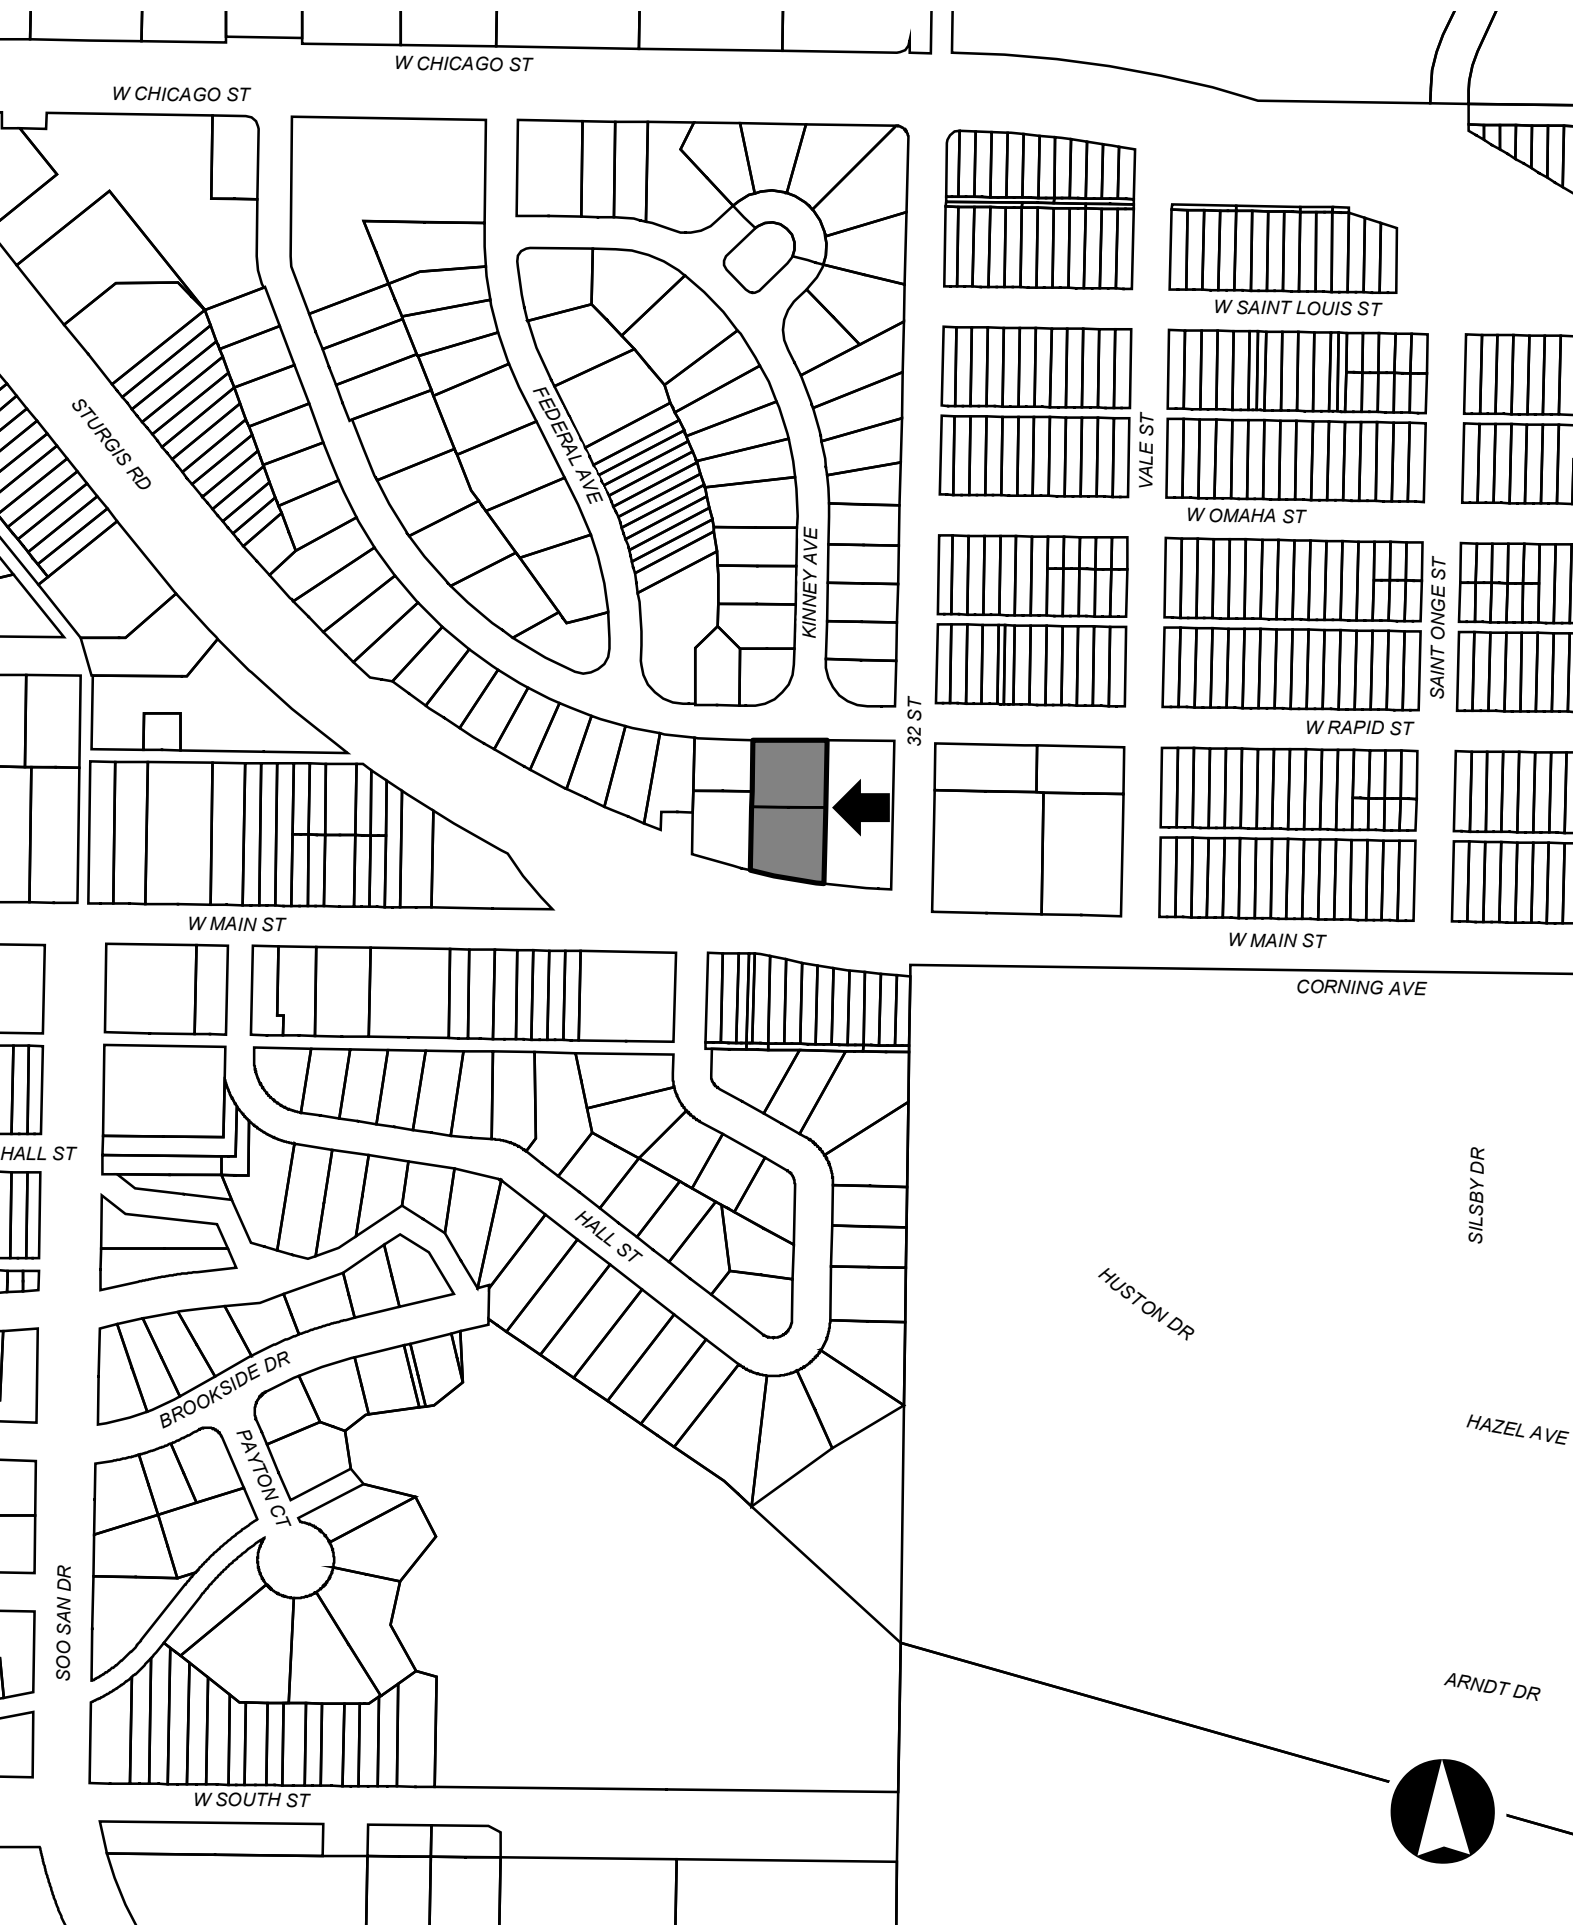 W CHICAGO ST
W CHICAGO ST
W SAINT LOUIS ST
STURGIS RD
FEDERAL AVE
VALE ST
W OMAHA ST
KINNEY AVE
SAINT ONGE ST
32 ST
W RAPID ST
W MAIN ST
W MAIN ST
CORNING AVE
HALL ST
SILSBY DR
HALL ST
HUSTON DR
BROOKSIDE DR
HAZEL AVE
PAYTON CT
SOO SAN DR
ARNDT DR
W SOUTH ST